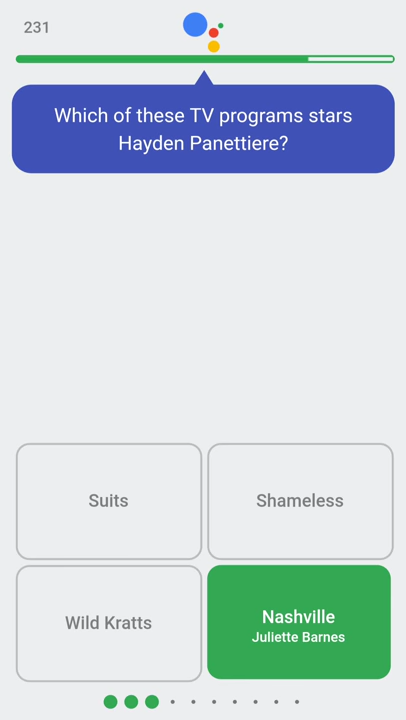 231
Which of these TV programs stars
Hayden Panettiere?
Suits
Shameless
Wild Kratts
Nashville
Juliette Barnes